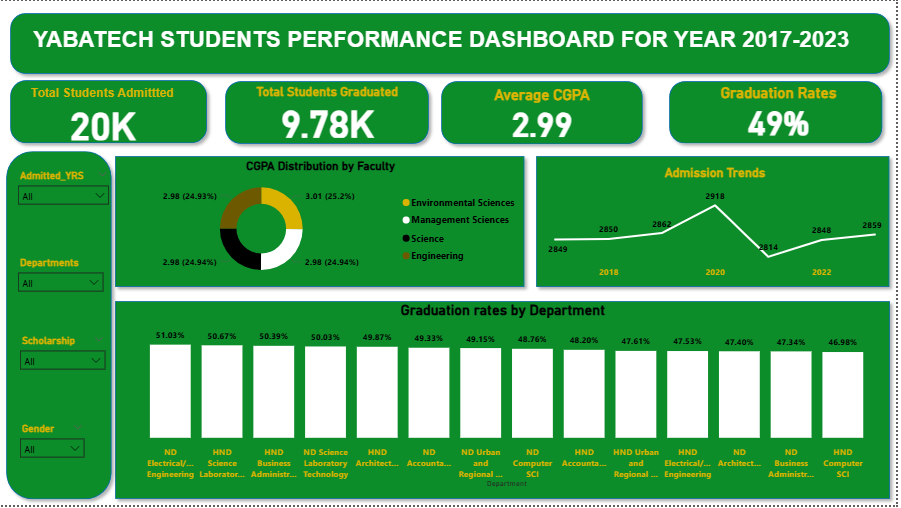 YABATECH STUDENTS PERFORMANCE DASHBOARD FOR YEAR 2017-2023
Total Students Admittted
20K
Total Students Graduated
9.78K
Average CGPA
2.99
Graduation Rates
49%
Admitted_YRS
All
Departments
All
Scholarship
All
Gender
All
CGPA Distribution by Faculty
2.98 (24.93%)
3.01 (25.2%)
2.98 (24.94%)
2.98 (24.94%)
Environmental Sciences
Management Sciences
Science
Engineering
Admission Trends
2849
2850
2862
2918
2814
2848
2859
2018
2020
2022
Graduation rates by Department
51.03%
50.67%
50.39%
50.03%
49.87%
49.33%
49.15%
48.76%
48.20%
47.61%
47.53%
47.40%
47.34%
46.98%
ND
Electrical/...
Engineering
HND
Science
Laborator...
HND
Business
Administr...
ND Science
Laboratory
Technology
HND
Architect...
ND
Accounta...
ND Urban
and
Regional ...
ND
Computer
SCI
HND
Accounta...
HND Urban
and
Regional ...
HND
Electrical/...
Engineering
ND
Architect...
ND
Business
Administr...
HND
Computer
SCI
Department